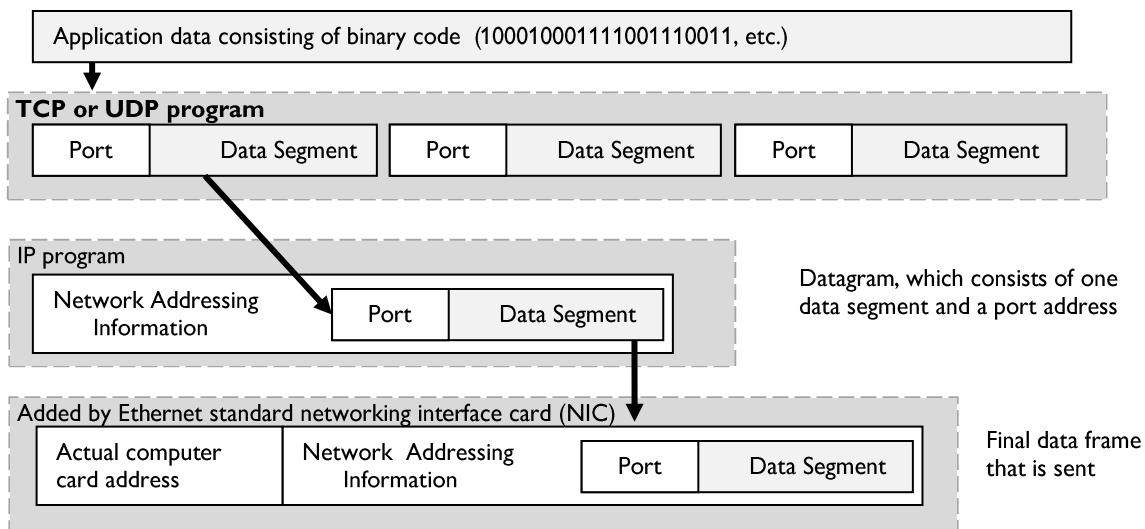 Application data consisting of binary code (100010001111001110011, etc.)
TCP or UDP program
Port Data Segment Port Data Segment Port Data Segment
IP program
Network Addressing
Information
Port Data Segment
Datagram, which consists of one
data segment and a port address
Added by Ethernet standard networking interface card (NIC)
Actual computer
card address
Network Addressing
Information
Port Data Segment
Final data frame
that is sent